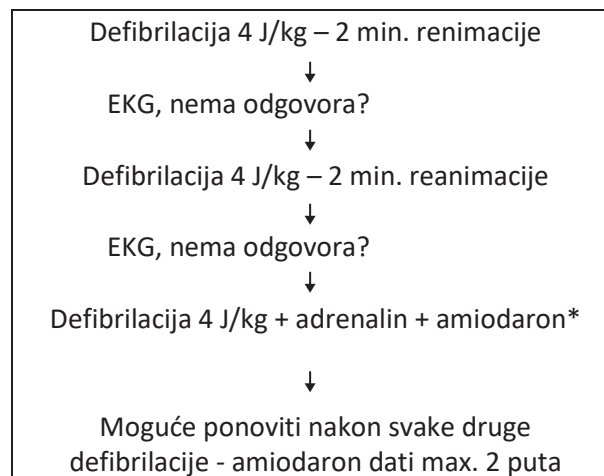 Defibrilacija 4 J/kg – 2 min. renimacije
EKG, nema odgovora?
Defibrilacija 4 J/kg – 2 min. reanimacije
EKG, nema odgovora?
Defibrilacija 4 J/kg + adrenalin + amiodaron*
Moguće ponoviti nakon svake druge
defibrilacije - amiodaron dati max. 2 puta